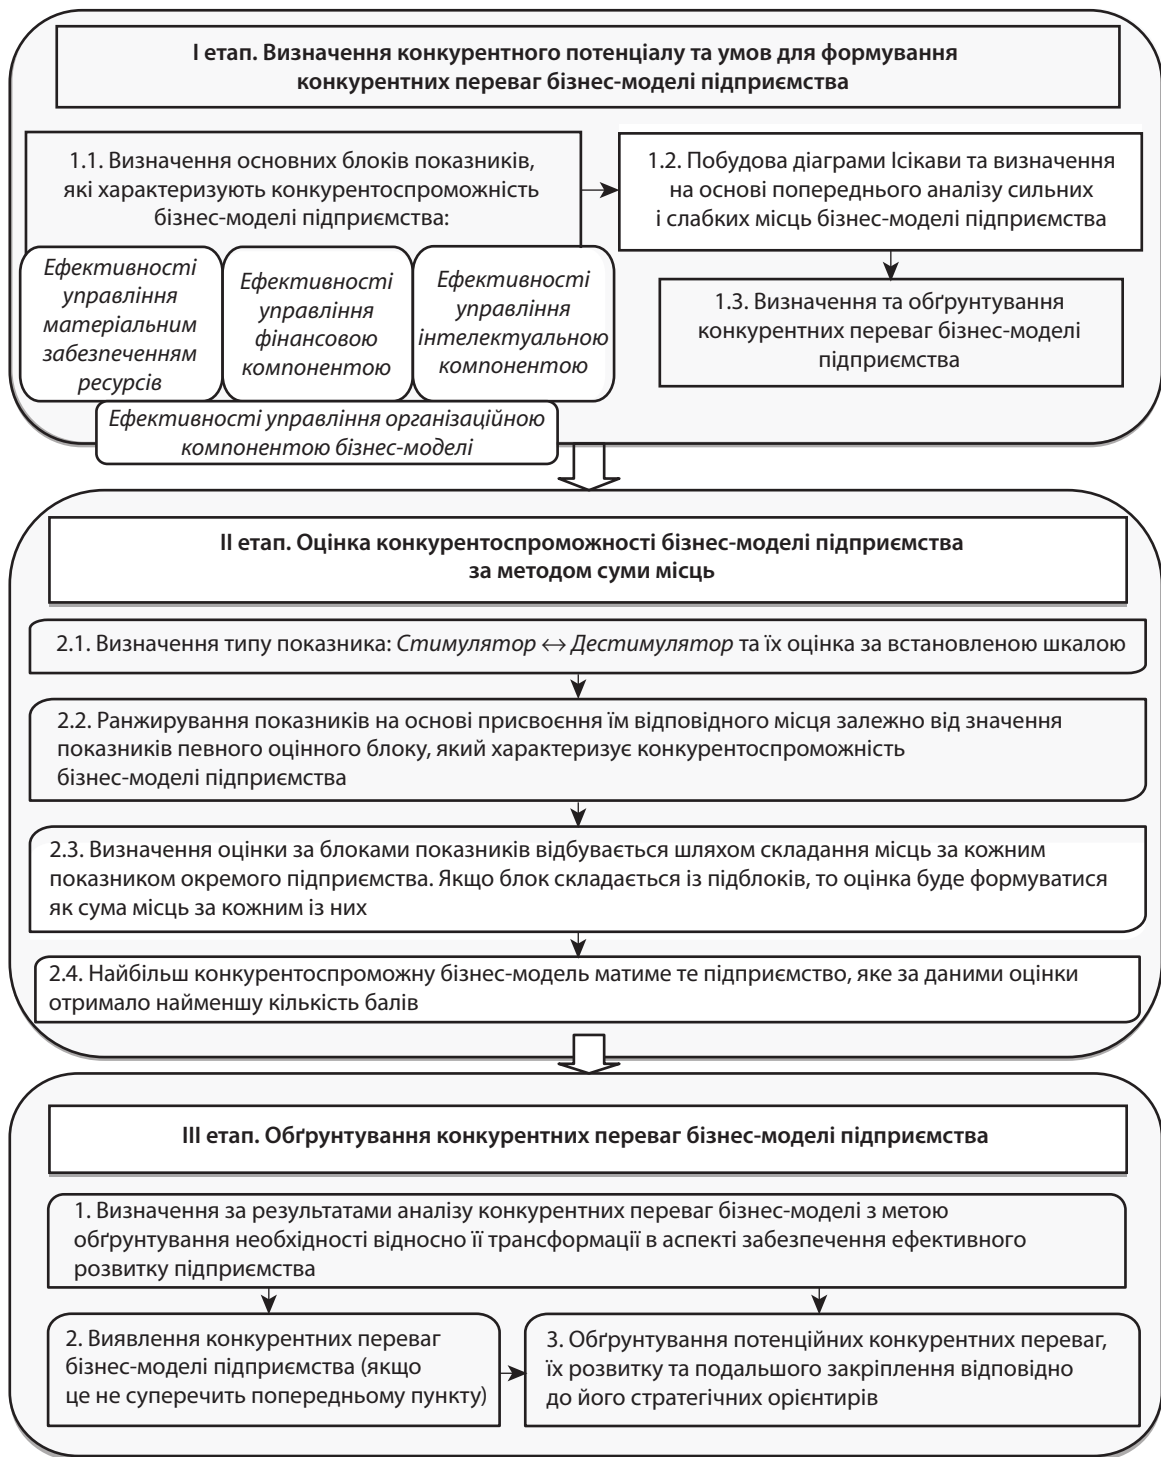 І етап. Визначення конкурентного потенціалу та умов для формування
конкурентних переваг бізнес-моделі підприємства
1.1. Визначення основних блоків показників,
які характеризують конкурентоспроможність
бізнес-моделі підприємства:
Ефективності
управління
матеріальним
забезпеченням
ресурсів
Ефективності
управління
фінансовою
компонентою
Ефективності
управління
інтелектуальною
компонентою
Ефективності управління організаційною
компонентою бізнес-моделі
1.2. Побудова діаграми Ісікави та визначення
на основі попереднього аналізу сильних
і слабких місць бізнес-моделі підприємства
1.3. Визначення та обґрунтування
конкурентних переваг бізнес-моделі
підприємства
ІІ етап. Оцінка конкурентоспроможності бізнес-моделі підприємства
за методом суми місць
2.1. Визначення типу показника: Стимулятор ↔ Дестимулятор та їх оцінка за встановленою шкалою
2.2. Ранжирування показників на основі присвоєння їм відповідного місця залежно від значення
показників певного оцінного блоку, який характеризує конкурентоспроможність
бізнес-моделі підприємства
2.3. Визначення оцінки за блоками показників відбувається шляхом складання місць за кожним
показником окремого підприємства. Якщо блок складається із підблоків, то оцінка буде формуватися
як сума місць за кожним із них
2.4. Найбільш конкурентоспроможну бізнес-модель матиме те підприємство, яке за даними оцінки
отримало найменшу кількість балів
ІІІ етап. Обґрунтування конкурентних переваг бізнес-моделі підприємства
1. Визначення за результатами аналізу конкурентних переваг бізнес-моделі з метою
обґрунтування необхідності відносно її трансформації в аспекті забезпечення ефективного
розвитку підприємства
2. Виявлення конкурентних переваг
бізнес-моделі підприємства (якщо
це не суперечить попередньому пункту)
3. Обґрунтування потенційних конкурентних переваг,
їх розвитку та подальшого закріплення відповідно
до його стратегічних орієнтирів